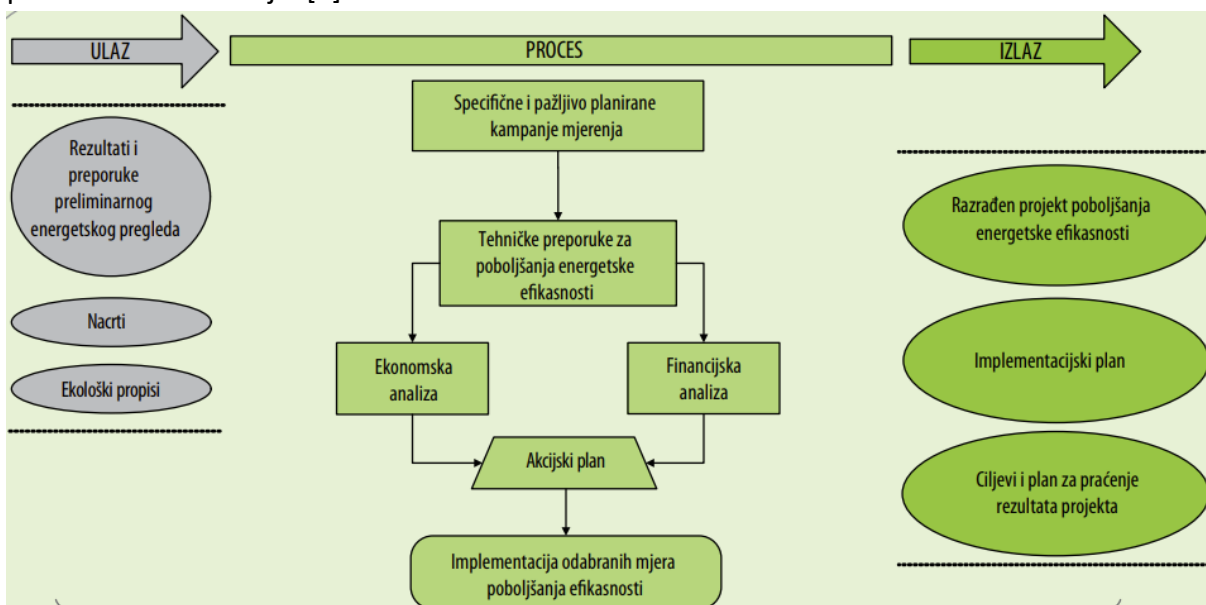 ULAZ
PROCES
IZLAZ
Rezultati i
preporuke
preliminarnog
energetskog pregleda
Nacrti
Ekološki propisi
Specifične i pažljivo planirane
kampanje mjerenja
Tehničke preporuke za
poboljšanja energetske
efikasnosti
Ekonomska
analiza
Financijska
analiza
Akcijski plan
Implementacija odabranih mjera
poboljšanja efikasnosti
Razrađen projekt poboljšanja
energetske efikasnosti
Implementacijski plan
Ciljevi i plan za praćenje
rezultata projekta